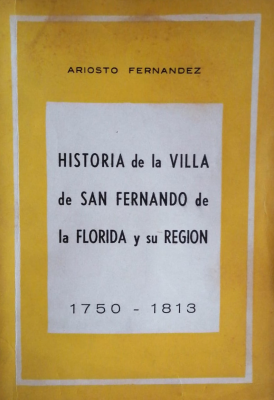 ARIOSTO FERNANDEZ
HISTORIA de la VILLA
de SAN FERNANDO de
la FLORIDA y su REGION
1750 - 1813